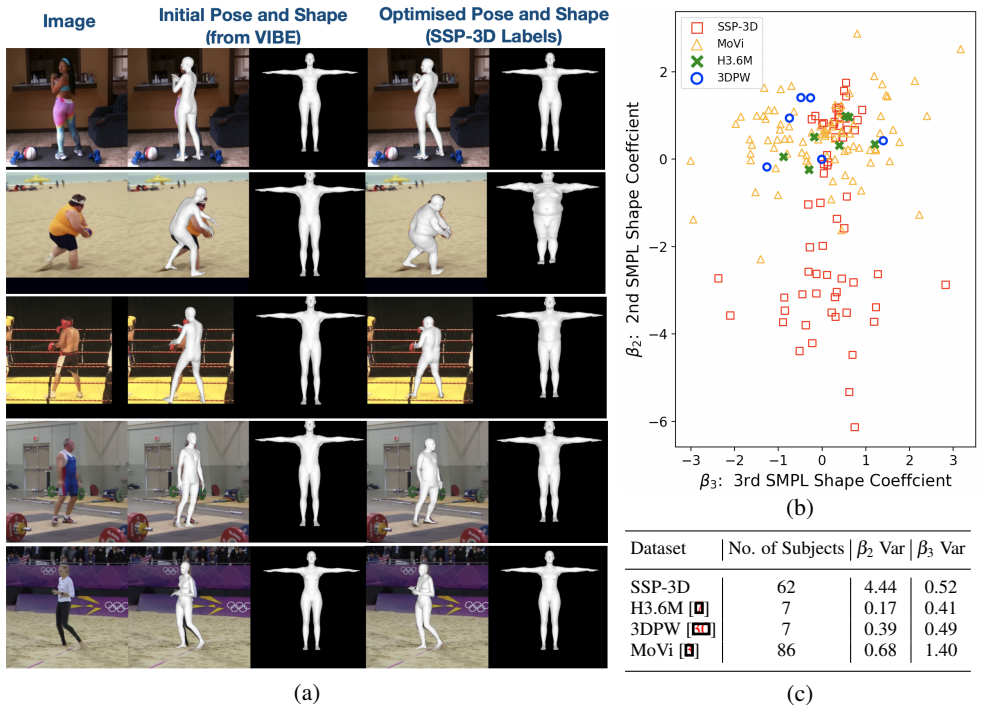 Image
Initial Pose and Shape
(from VIBE)
Optimised Pose and Shape
(SSP-3D Labels)
(a)
SSP-3D
MoVi
H3.6M
3DPW
2
0
−2
−4
−6
β2: 2nd SMPL Shape Coeffcient
−3 −2 −1 0 1 2 3
β3: 3rd SMPL Shape Coeffcient
(b)
Dataset No. of Subjects β2 Var β3 Var
SSP-3D 62 4.44 0.52
H3.6M [ ] 7 0.17 0.41
3DPW [ ] 7 0.39 0.49
MoVi [ ] 86 0.68 1.40
(c)